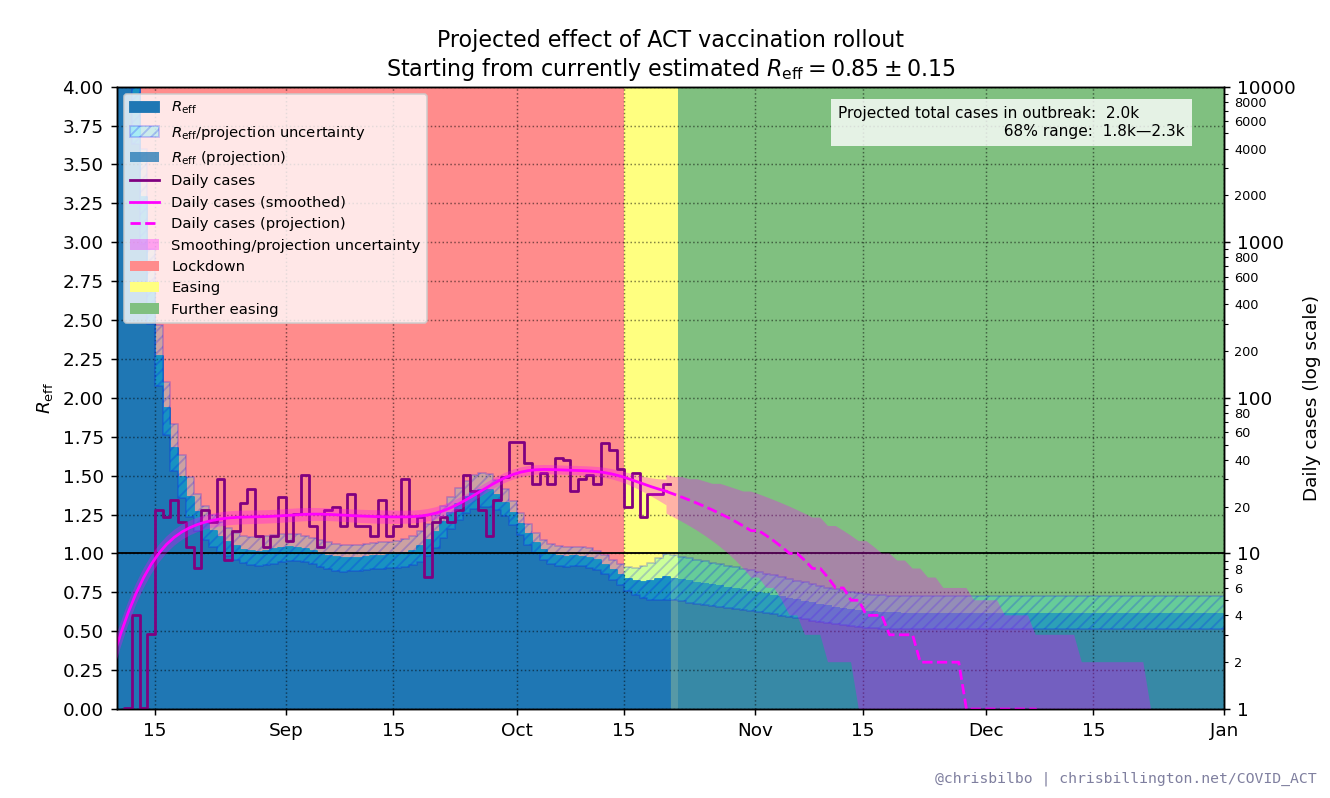 Projected effect of ACT vaccination rollout
Starting from currently estimated Reff = 0.85 ± 0.15
Projected total cases in outbreak: 2.0k
68% range: 1.8k—2.3k
Reff
Reff/projection uncertainty
Reff (projection)
Daily cases
Daily cases (smoothed)
Daily cases (projection)
Smoothing/projection uncertainty
Lockdown
Easing
Further easing
Reff
4.00
3.75
3.50
3.25
3.00
2.75
2.50
2.25
2.00
1.75
1.50
1.25
1.00
0.75
0.50
0.25
0.00
10000
8000
6000
4000
2000
1000
800
600
400
200
100
80
60
40
20
10
8
6
4
2
1
Daily cases (log scale)
15 Sep 15 Oct 15 Nov 15 Dec 15 Jan
@chrisbilbo | chrisbillington.net/COVID_ACT